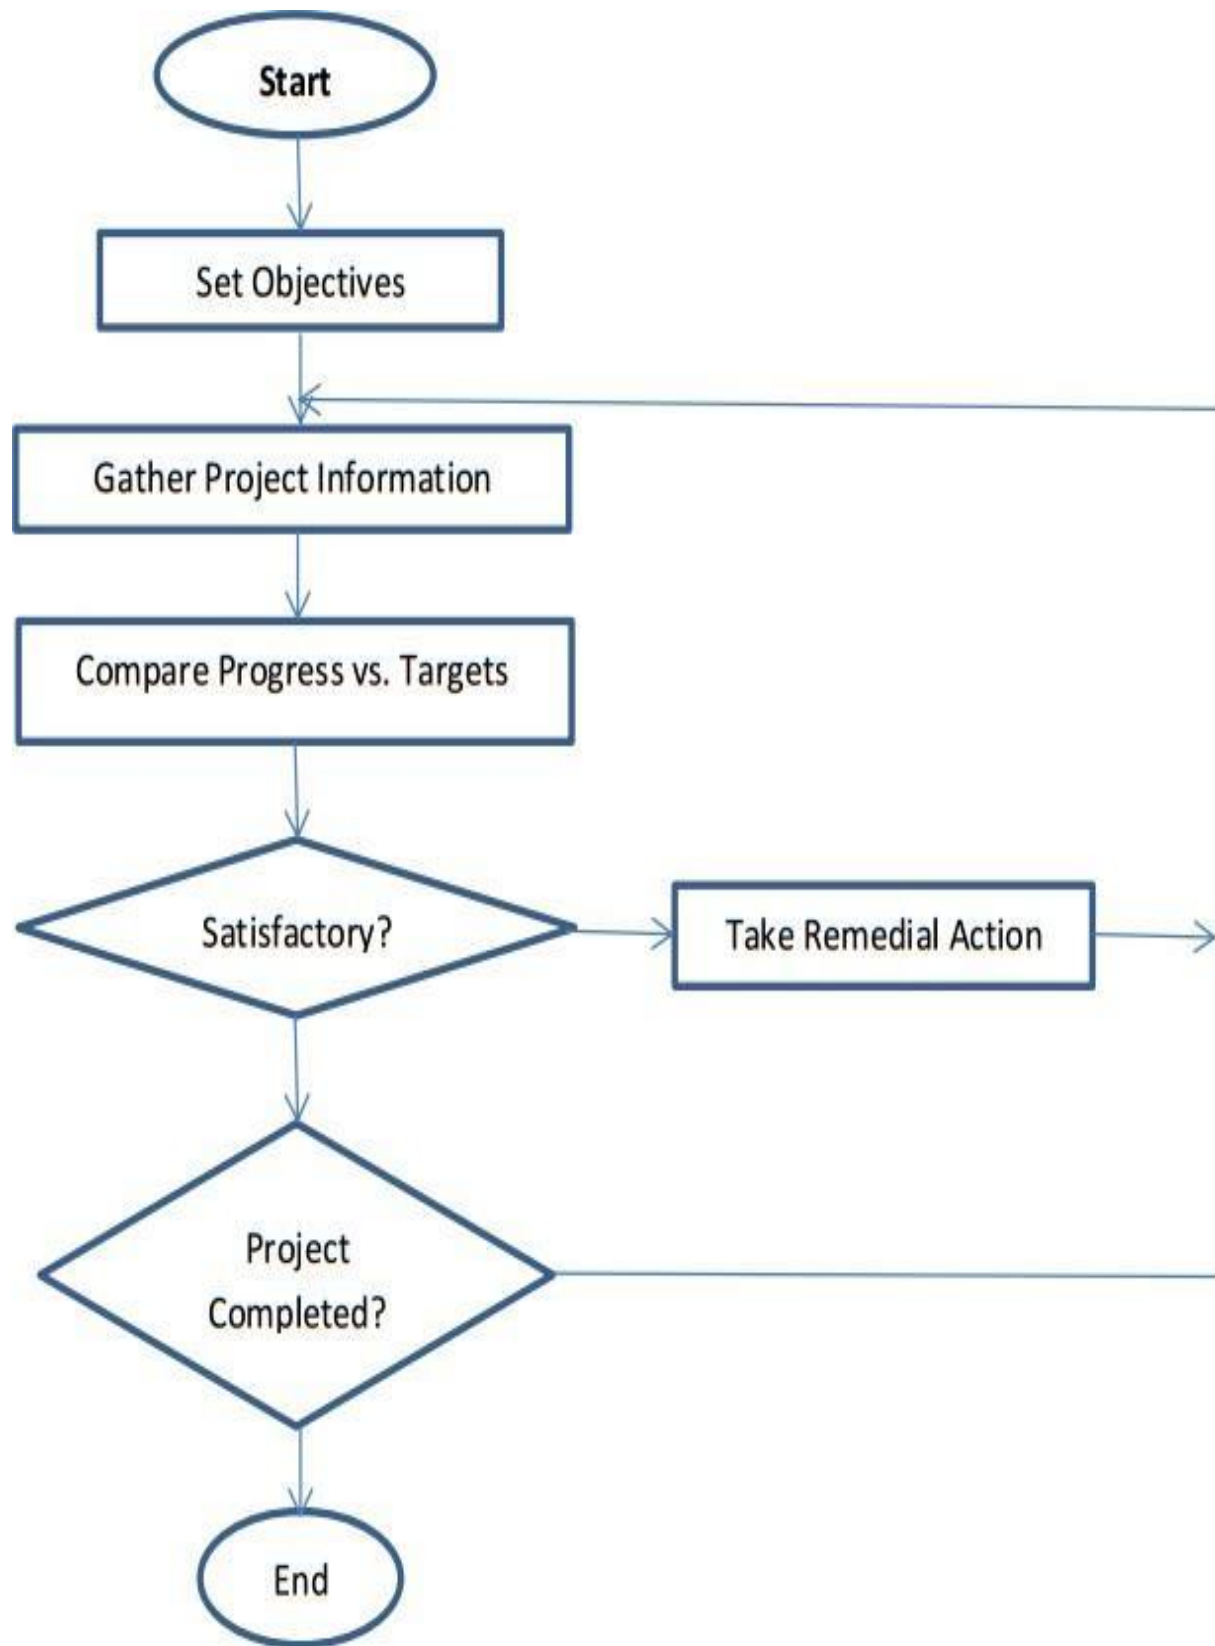 Start
Set Objectives
Gather Project Information
Compare Progress vs. Targets
Satisfactory?
Take Remedial Action
Project
Completed?
End